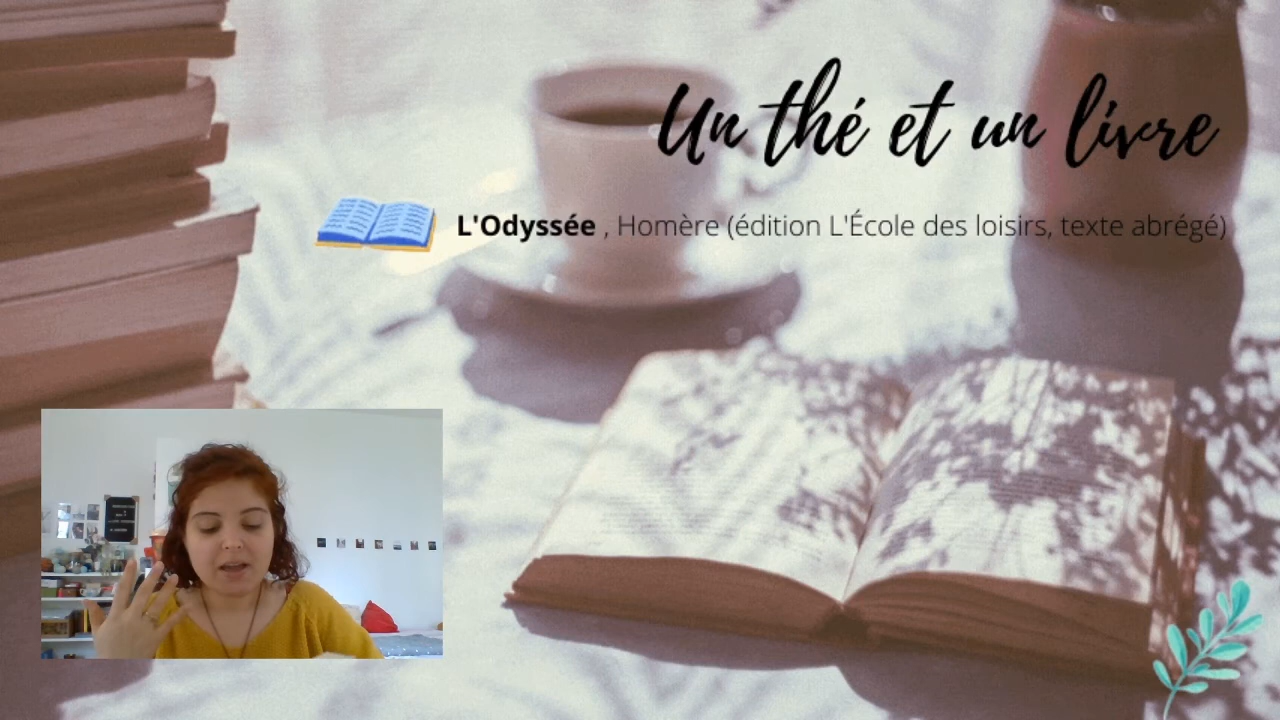 Un thé et un livre
L'Odyssée , Homère (édition L'École des loisirs, texte abrégé)